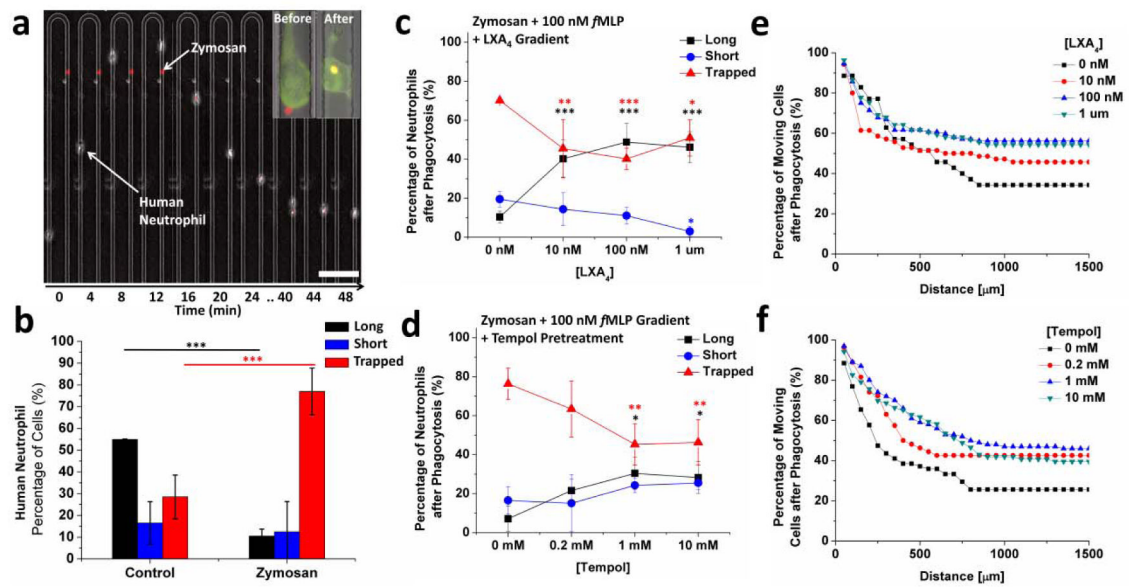 a
Before
After
Zymosan
Human
Neutrophil
0 4 8 12 16 20 24 .. 40 44 48
Time (min)
b
Long
Short
Trapped
***
***
Human Neutrophil
Percentage of Cells (%)
100
90
80
70
60
50
40
30
20
10
0
Control
Zymosan
c
Zymosan + 100 nM fMLP
+ LXA4 Gradient
Long
Short
Trapped
** *** *
*** *** ***
*
Percentage of Neutrophils
after Phagocytosis (%)
100
80
60
40
20
0
0 nM 10 nM 100 nM 1 um
[LXA4]
d
Zymosan + 100 nM fMLP Gradient
+ Tempol Pretreatment
Long
Short
Trapped
** **
* *
Percentage of Neutrophils
after Phagocytosis (%)
100
80
60
40
20
0
0 mM 0.2 mM 1 mM 10 mM
[Tempol]
e
[LXA4]
0 nM
10 nM
100 nM
1 um
Percentage of Moving Cells
after Phagocytosis (%)
100
80
60
40
20
0
0 500 1000 1500
Distance [µm]
f
[Tempol]
0 mM
0.2 mM
1 mM
10 mM
Percentage of Moving
Cells after Phagocytosis (%)
100
80
60
40
20
0
0 500 1000 1500
Distance [µm]